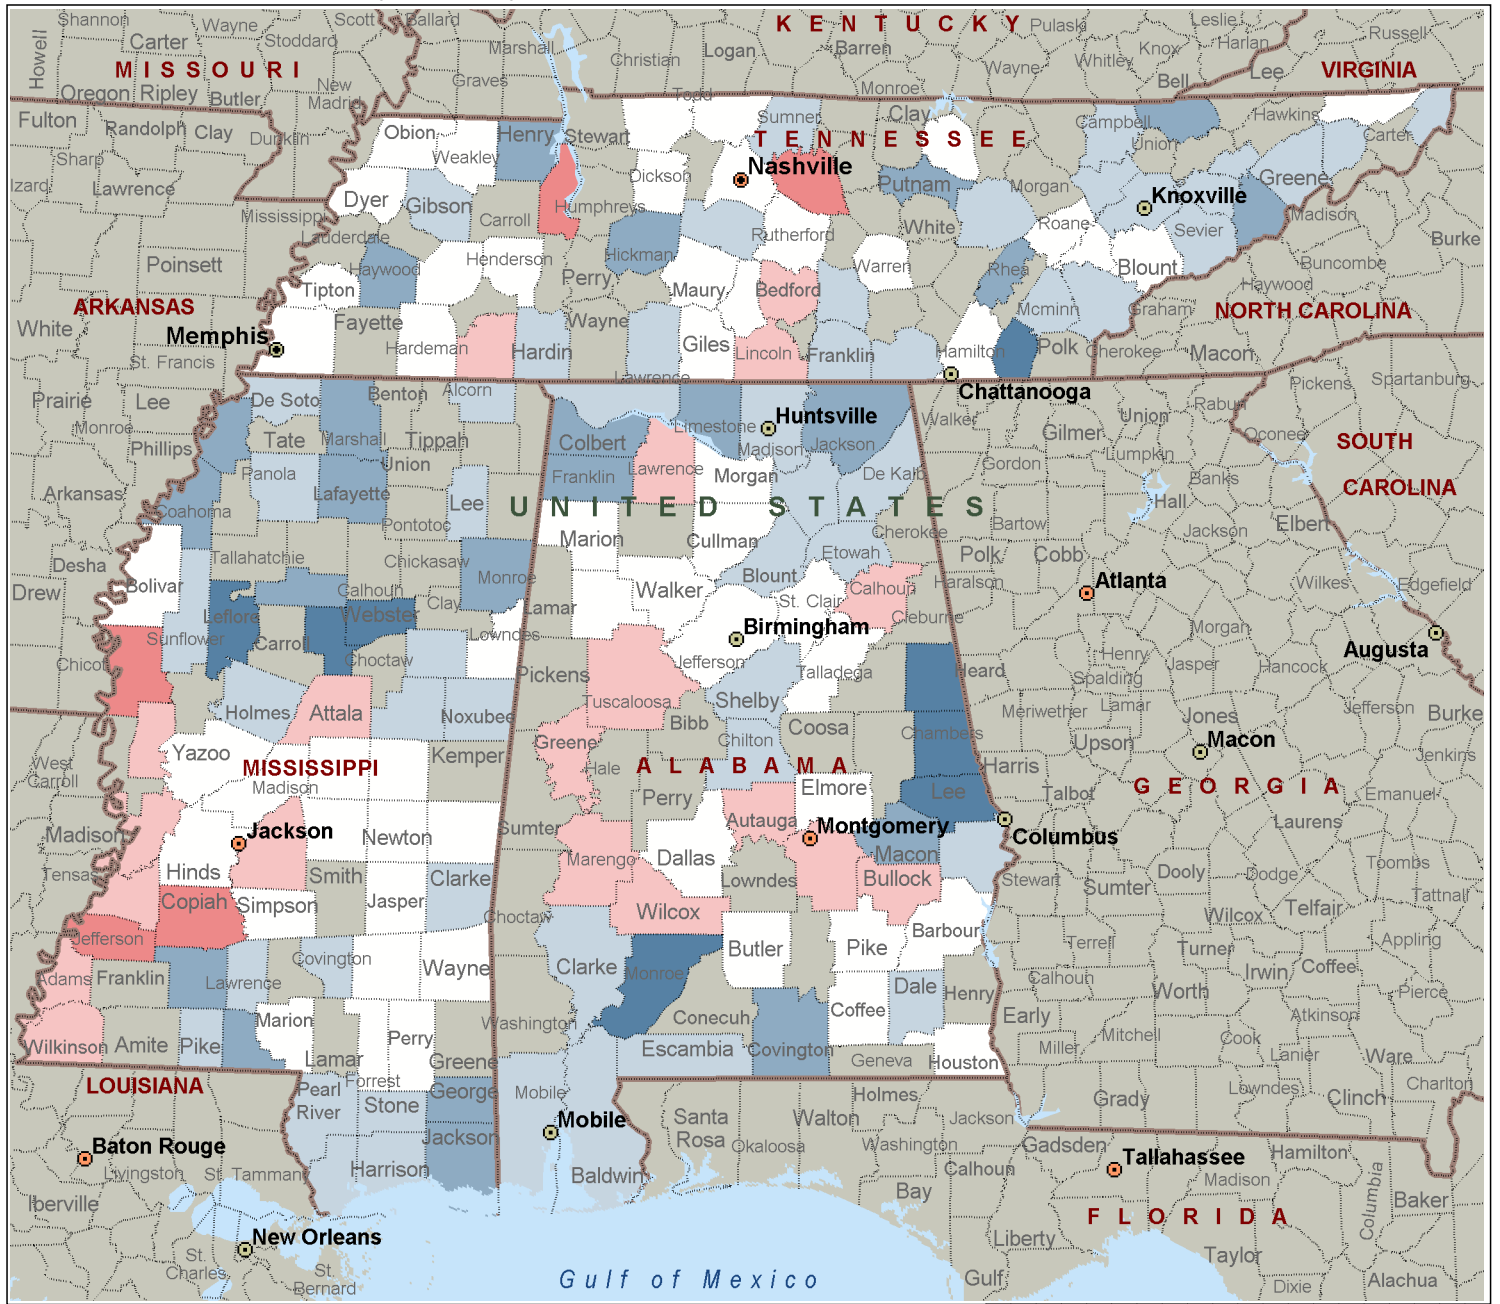 Shannon
Wayne
Scott
Ballard
KENTUCKY
Pulaski
Leslie
Howell
Carter
Stoddard
Marshall
Christian
Logan
Barren
Whitley
Knox
Harlan
Russell
MISSOURI
New
Madrid
Graves
Wayne
Bell
Lee
VIRGINIA
Oregon
Ripley
Butler
Todd
Monroe
Fulton
Randolph
Clay
Dunklin
Obion
Henry
Stewart
Sumner
Clay
Campbell
Hawkins
Carter
TENNESSEE
Union
Sharp
Weakley
Izard
Lawrence
Dyer
Gibson
Carroll
Humphreys
Dickson
Nashville
Putnam
Morgan
Knoxville
Greene
Mississippi
Lauderdale
Rutherford
White
Roane
Sevier
Madison
Burke
Poinsett
Haywood
Henderson
Perry
Hickman
Warren
Rhea
Blount
Buncombe
Haywood
Tipton
Maury
Bedford
Mcminn
Graham
NORTH CAROLINA
ARKANSAS
White
Memphis
Fayette
Hardeman
Hardin
Wayne
Giles
Lincoln
Franklin
Hamilton
Polk
Cherokee
Macon
St. Francis
Lawrence
Chattanooga
Pickens
Spartanburg
Prairie
Lee
De Soto
Benton
Alcorn
Huntsville
Walker
Union
Rabun
Monroe
Phillips
Tate
Marshall
Tippah
Colbert
Limestone
Madison
Jackson
Gilmer
Lumpkin
Oconee
SOUTH
CAROLINA
Panola
Union
Franklin
Lawrence
Morgan
De Kalb
Gordon
Banks
Arkansas
Coahoma
Lafayette
Lee
Pontotoc
UNITED STATES
Hall
Bartow
Jackson
Elbert
Desha
Tallahatchie
Chickasaw
Marion
Cullman
Cherokee
Etowah
Polk
Cobb
Drew
Bolivar
Calhoun
Monroe
Walker
Blount
Calhoun
Haralson
Atlanta
Wilkes
Edgefield
Leflore
Webster
Clay
Lamar
St. Clair
Cleburne
Sunflower
Carroll
Lowndes
Birmingham
Morgan
Augusta
Chicot
Choctaw
Pickens
Jefferson
Talladega
Heard
Henry
Spalding
Jasper
Hancock
Holmes
Attala
Noxubee
Tuscaloosa
Shelby
Bibb
Coosa
Chambers
Meriwether
Lamar
Jones
Jefferson
Burke
Yazoo
Kemper
Greene
Chilton
Upson
Macon
Jenkins
West
Carroll
MISSISSIPPI
Madison
Hale
ALABAMA
Harris
Perry
Elmore
Lee
Talbot
GEORGIA
Emanuel
Madison
Jackson
Newton
Sumter
Autauga
Montgomery
Columbus
Laurens
Tensas
Hinds
Smith
Clarke
Marengo
Dallas
Lowndes
Macon
Bullock
Stewart
Sumter
Dooly
Dodge
Toombs
Tattnall
Copiah
Simpson
Jasper
Choctaw
Wilcox
Barbour
Wilcox
Telfair
Jefferson
Covington
Butler
Pike
Terrell
Turner
Appling
Adams
Franklin
Lawrence
Wayne
Clarke
Monroe
Dale
Henry
Calhoun
Worth
Irwin
Coffee
Pierce
Wilkinson
Amite
Pike
Marion
Perry
Washington
Conecuh
Coffee
Early
Atkinson
Lamar
Greene
Escambia
Covington
Geneva
Houston
Miller
Mitchell
Cook
Lanier
Ware
LOUISIANA
Pearl
River
Forrest
Stone
George
Mobile
Holmes
Grady
Lowndes
Clinch
Charlton
Baton Rouge
Jackson
Mobile
Santa
Rosa
Okaloosa
Walton
Washington
Jackson
Gadsden
Tallahassee
Hamilton
Livingston
St. Tammany
Harrison
Baldwin
Calhoun
Madison
Columbia
Baker
Iberville
Bay
FLORIDA
New Orleans
Liberty
Taylor
St.
Charles
St.
Bernard
Gulf of Mexico
Gulf
Dixie
Alachua